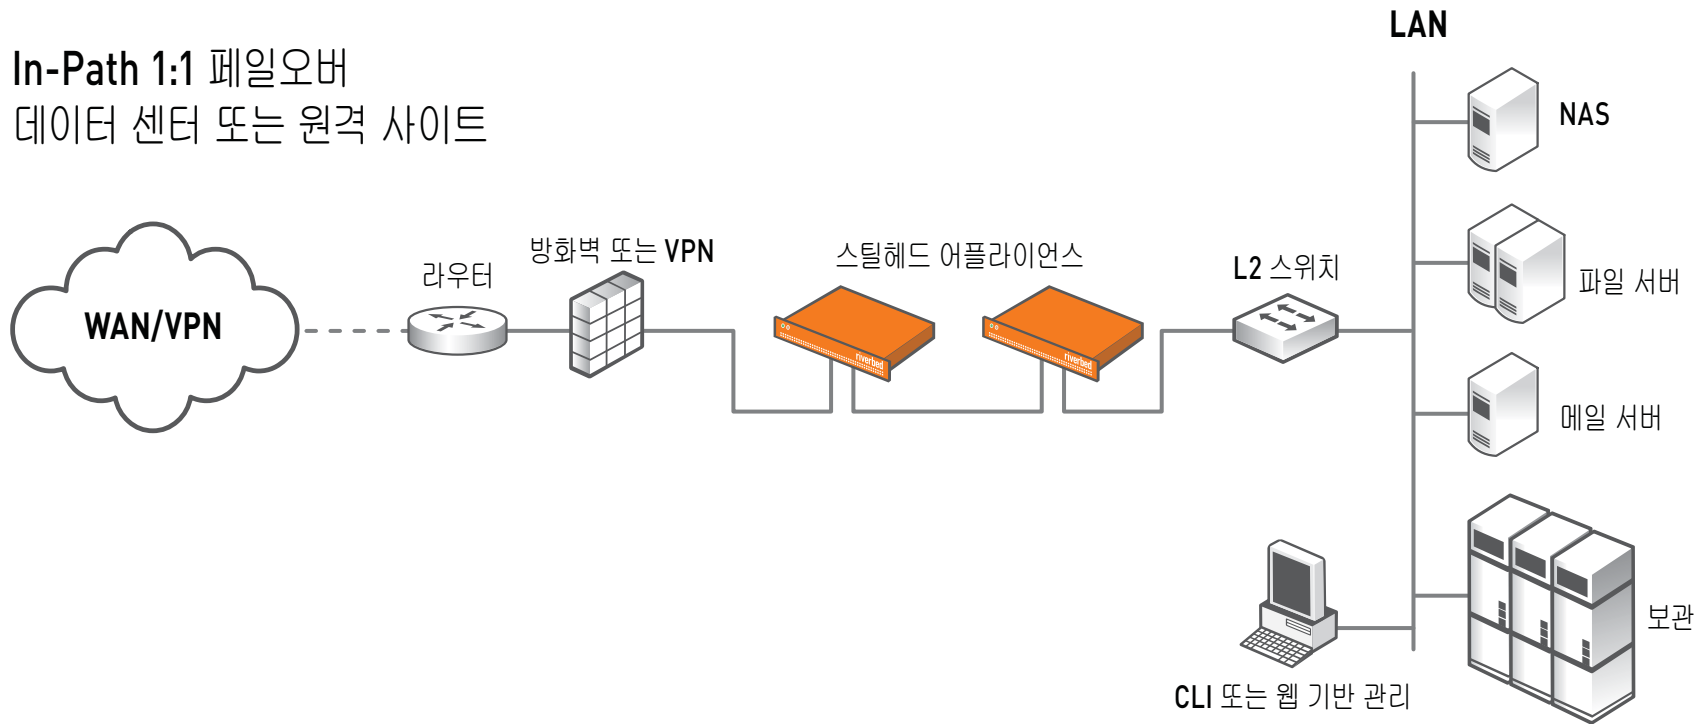 In-Path 1:1 페일오버
데이터 센터 또는 원격 사이트
LAN
NAS
WAN/VPN
라우터
방화벽 또는 VPN
스틸헤드 어플라이언스
riverbed
riverbed
L2 스위치
파일 서버
메일 서버
보관
CLI 또는 웹 기반 관리